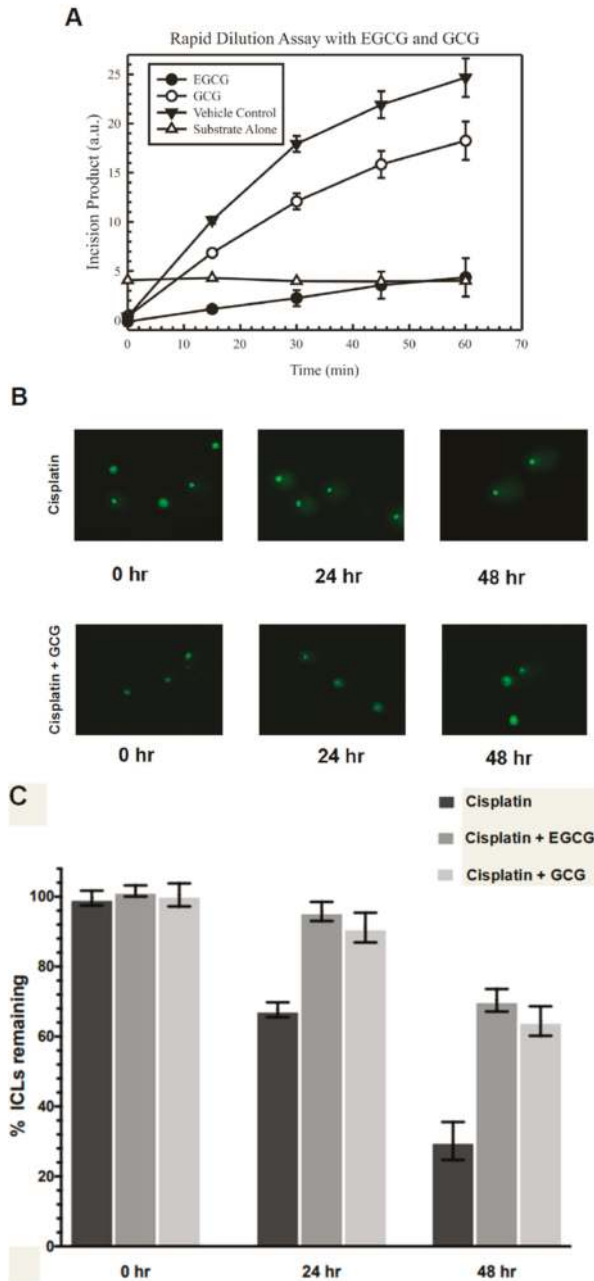 A
Rapid Dilution Assay with EGCG and GCG
EGCG
GCG
Vehicle Control
Substrate Alone
Incision Product (a.u.)
25
20
15
10
5
0
0 10 20 30 40 50 60 70
Time (min)
B
Cisplatin
0 hr 24 hr 48 hr
Cisplatin + GCG
0 hr 24 hr 48 hr
C
Cisplatin
Cisplatin + EGCG
Cisplatin + GCG
% ICLs remaining
100
80
60
40
20
0
0 hr 24 hr 48 hr